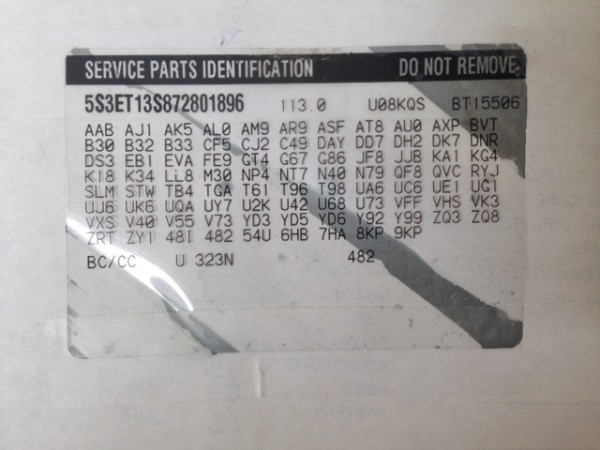 SERVICE PARTS IDENTIFICATION DO NOT REMOVE
5S3ET13S872801896 113.0 U08KQS BT15506
AAB AJ1 AK5 AL0 AM9 AR9 ASF AT8 AU0 AXP BVT
B30 B32 B33 CF5 CJ2 C49 DAY DD7 DH2 DK7 DNR
DS3 EB1 EVA FE9 GT4 G67 G86 JF8 JJB KA1 KG4
K18 K34 LL8 M30 NP4 NT7 N40 N79 QF8 QVC RYJ
SLM STW TB4 TGA T61 T96 T98 UA6 UC6 UE1 UG1
UJ6 UK6 UQA UY7 U2K U42 U68 U73 VFF VHS VK3
VXS V40 V55 V73 YD3 YD5 YD6 Y92 Y99 ZQ3 ZQ8
ZRT ZY1 48I 482 54U 6HB 7HA 8KP 9KP
BC/CC U 323N 482